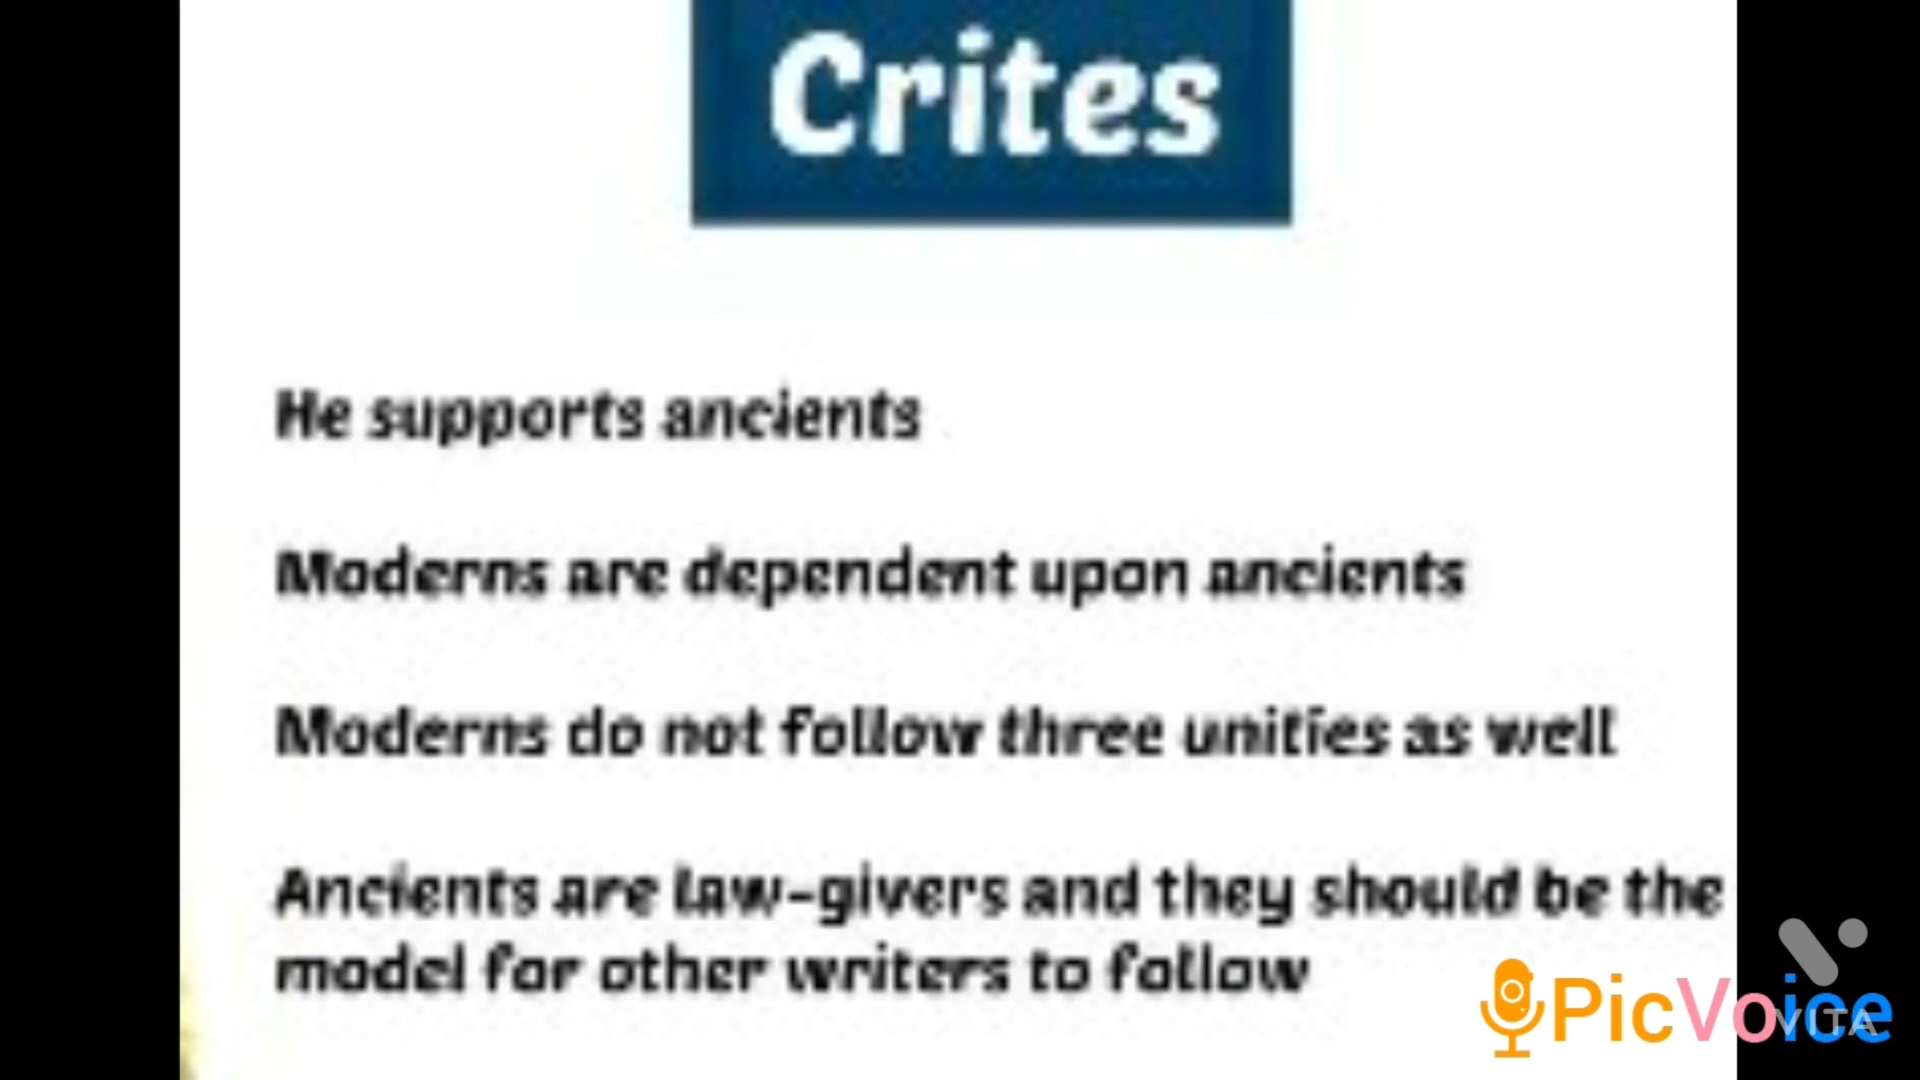 Crites
He supports ancients
Moderns are dependent upon ancients
Moderns do not follow three unities as well
Ancients are law-givers and they should be the
model for other writers to follow
PicVoice
VITA